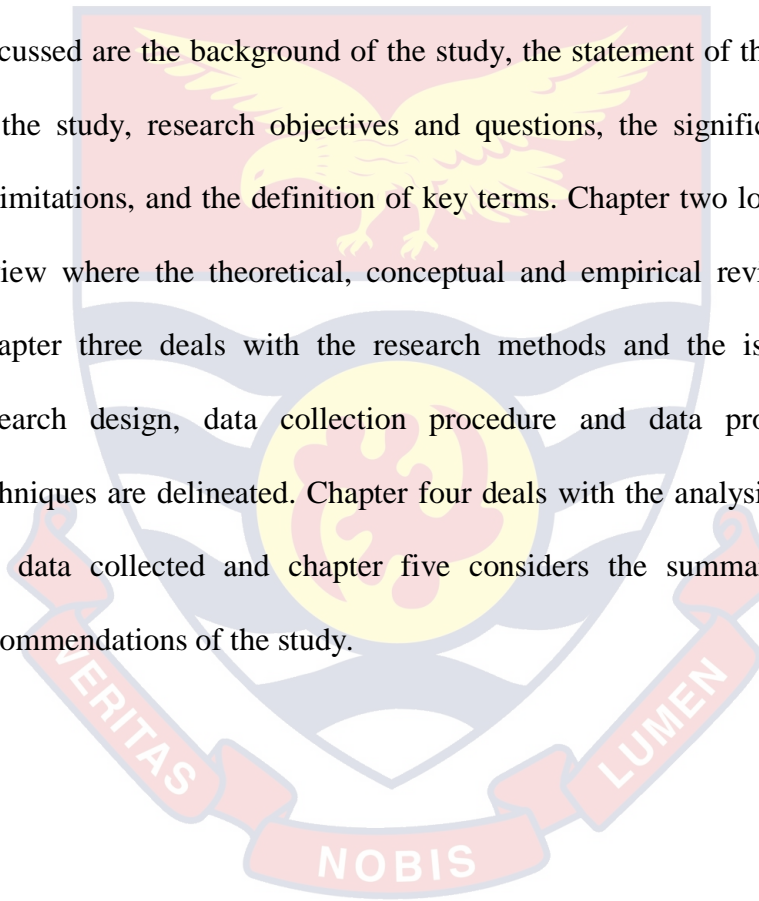 cussed are the background of the study, the statement of th
the study, research objectives and questions, the signific
imitations, and the definition of key terms. Chapter two lo
view where the theoretical, conceptual and empirical rev
apter three deals with the research methods and the is
earch design, data collection procedure and data pro
hniques are delineated. Chapter four deals with the analysi
data collected and chapter five considers the summa
ommendations of the study.
VERITAS
NOBIS
LUMEN